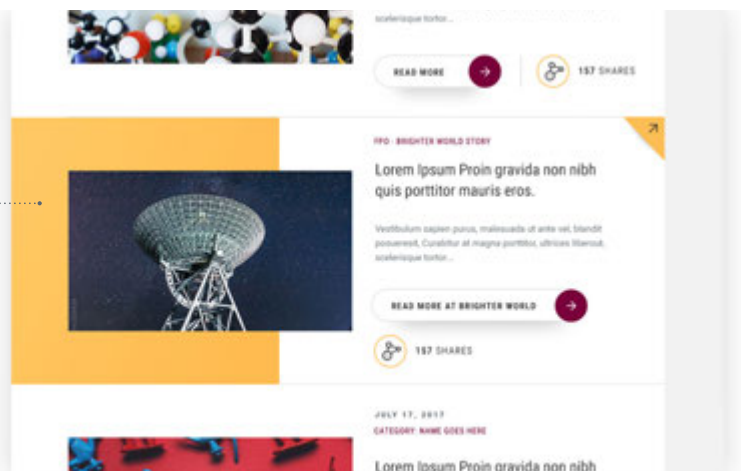 scelerisque tortor...
READ MORE
157 SHARES
FPO - BRIGHTER WORLD STORY
Lorem Ipsum Proin gravida non nibh
quis porttitor mauris eros.
Vestibulum sapien purus, malesuada ut ante vel, blandit
posueresit. Curabitur at magna porttitor, ultrices liberout,
scelerisque tortor...
READ MORE AT BRIGHTER WORLD
157 SHARES
JULY 17, 2017
CATEGORY: NAME GOES HERE
Lorem Ipsum Proin gravida non nibh